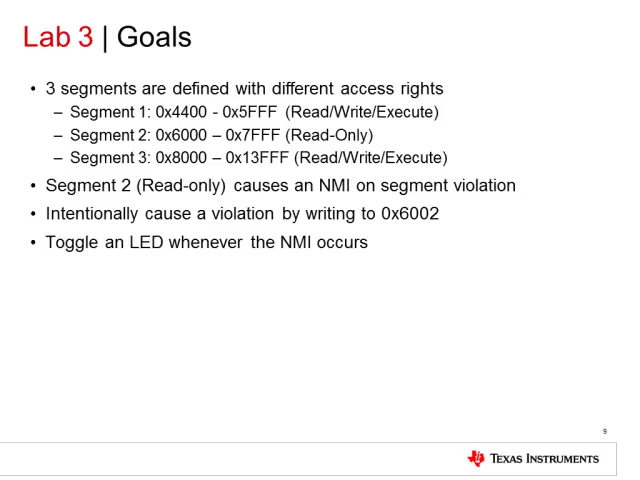 Lab 3 | Goals
• 3 segments are defined with different access rights
– Segment 1: 0x4400 - 0x5FFF (Read/Write/Execute)
– Segment 2: 0x6000 – 0x7FFF (Read-Only)
– Segment 3: 0x8000 – 0x13FFF (Read/Write/Execute)
• Segment 2 (Read-only) causes an NMI on segment violation
• Intentionally cause a violation by writing to 0x6002
• Toggle an LED whenever the NMI occurs
9
TEXAS INSTRUMENTS